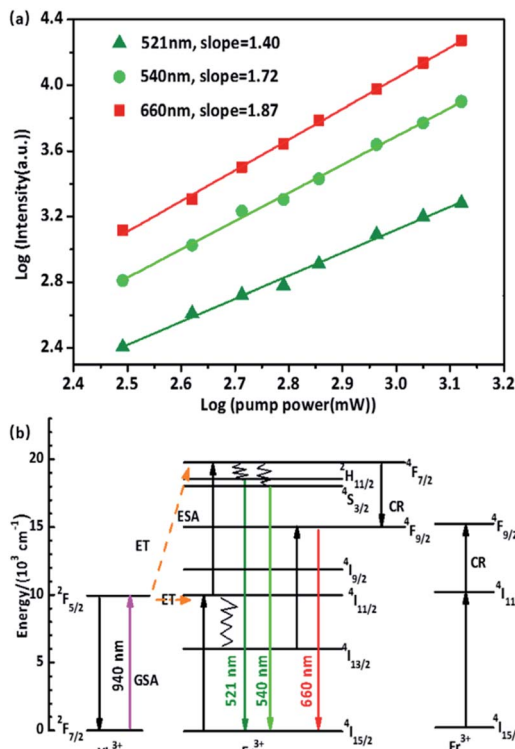 (a)
4.4
4.0
3.6
3.2
2.8
2.4
Log (Intensity(a.u.))
521nm, slope=1.40
540nm, slope=1.72
660nm, slope=1.87
2.4 2.5 2.6 2.7 2.8 2.9 3.0 3.1 3.2
Log (pump power(mW))
(b)
Energy/(10³ cm⁻¹)
20
15
10
5
0
⁴F₇/₂
²H₁₁/₂
⁴S₃/₂
ESA
CR
⁴F₉/₂
⁴F₉/₂
ET
⁴I₉/₂
CR
²F₅/₂
ET
⁴I₁₁/₂
⁴I₁₁
⁴I₁₃/₂
940 nm
GSA
521 nm
540 nm
660 nm
²F₇/₂
⁴I₁₅/₂
⁴I₁₅/₂